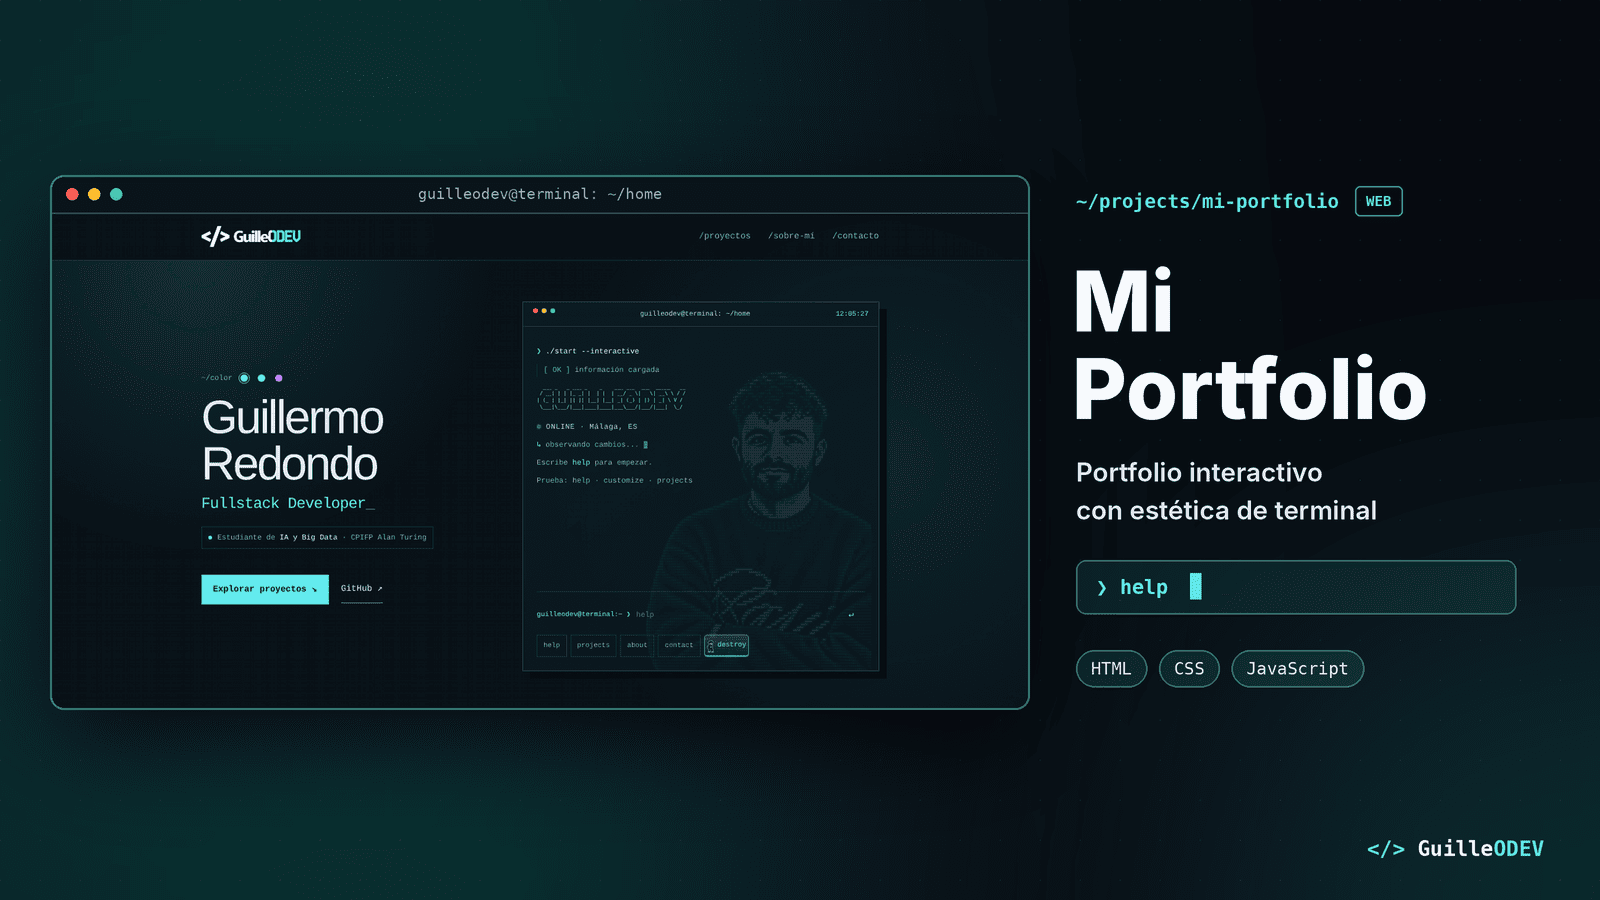 guilleodev@terminal: ~/home
</> GuilleODEV
/proyectos /sobre-mi /contacto
~/color
Guillermo
Redondo
Fullstack Developer_
Estudiante de IA y Big Data · CPIFP Alan Turing
Explorar proyectos ↘
GitHub ↗
guilleodev@terminal: ~/home 12:05:27
❯ ./start --interactive
[ OK ] información cargada
GUILLEODEV
ONLINE · Málaga, ES
↳ observando cambios...
Escribe help para empezar.
Prueba: help · customize · projects
guilleodev@terminal:~ ❯ help ↵
help projects about contact destroy
~/projects/mi-portfolio WEB
Mi
Portfolio
Portfolio interactivo
con estética de terminal
❯ help
HTML CSS JavaScript
</> GuilleODEV